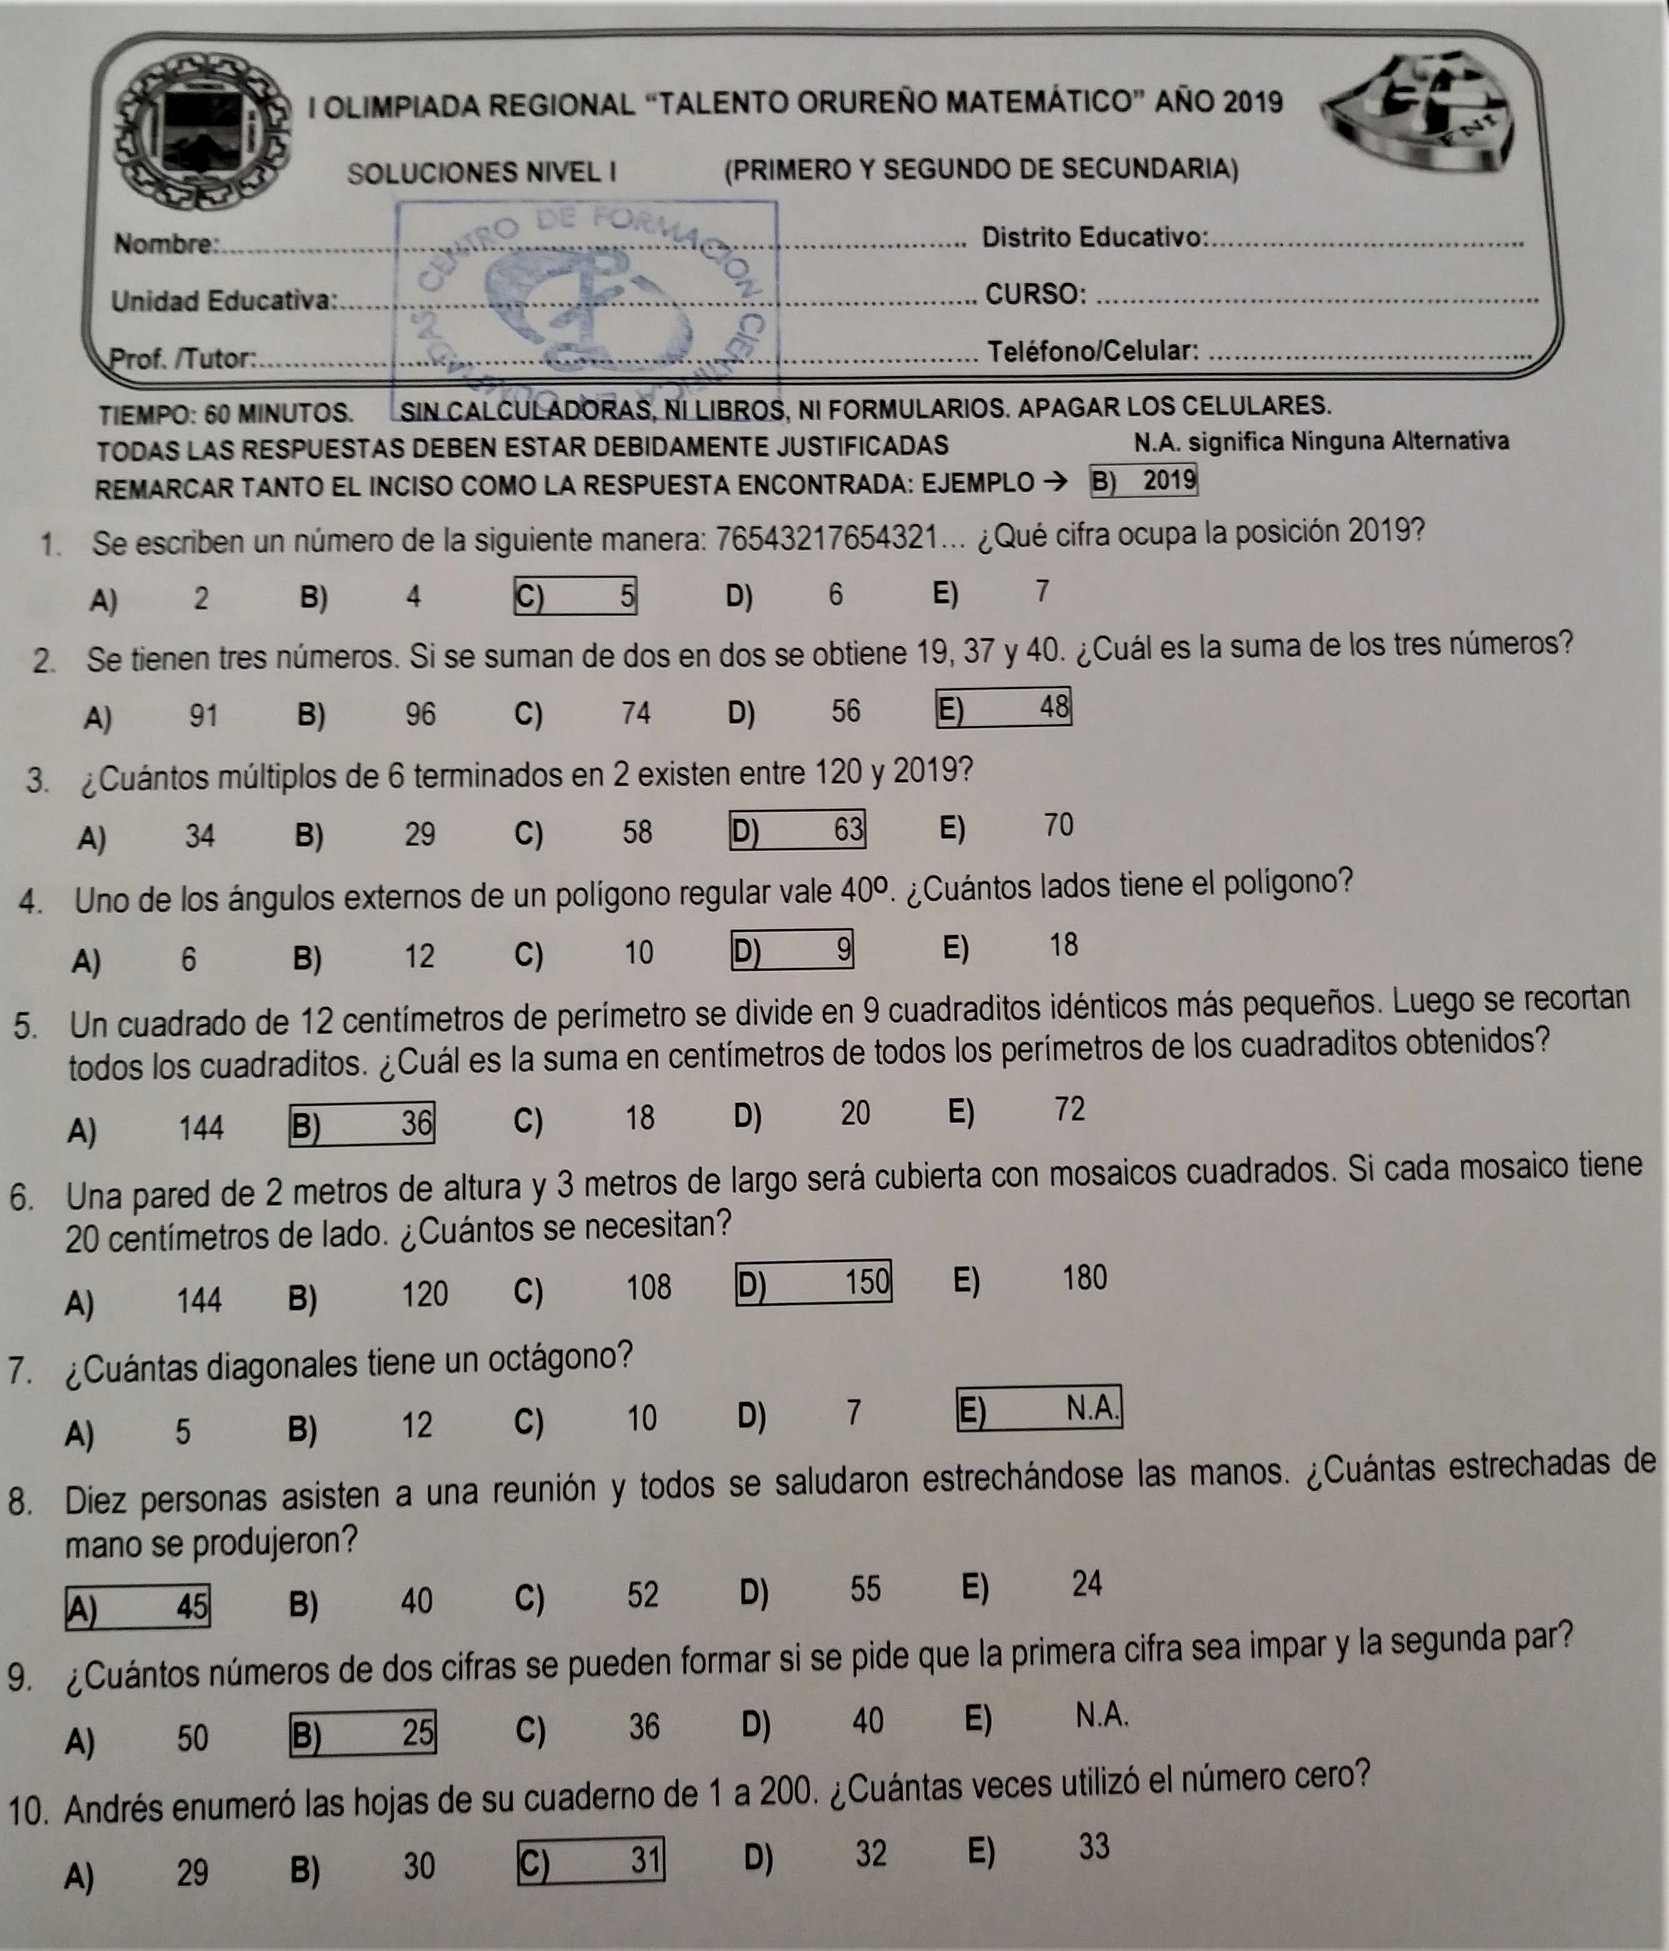 I OLIMPIADA REGIONAL “TALENTO ORUREÑO MATEMÁTICO” AÑO 2019
FNI
SOLUCIONES NIVEL I (PRIMERO Y SEGUNDO DE SECUNDARIA)
CENTRO DE FORMACION
Nombre:........................ Distrito Educativo:........................
Unidad Educativa:........................ CURSO: ........................
Prof. /Tutor:........................ Teléfono/Celular: ........................
TIEMPO: 60 MINUTOS. SIN CALCULADORAS, NI LIBROS, NI FORMULARIOS. APAGAR LOS CELULARES.
TODAS LAS RESPUESTAS DEBEN ESTAR DEBIDAMENTE JUSTIFICADAS N.A. significa Ninguna Alternativa
REMARCAR TANTO EL INCISO COMO LA RESPUESTA ENCONTRADA: EJEMPLO → B) 2019
1. Se escriben un número de la siguiente manera: 76543217654321… ¿Qué cifra ocupa la posición 2019?
A) 2 B) 4 C) 5 D) 6 E) 7
2. Se tienen tres números. Si se suman de dos en dos se obtiene 19, 37 y 40. ¿Cuál es la suma de los tres números?
A) 91 B) 96 C) 74 D) 56 E) 48
3. ¿Cuántos múltiplos de 6 terminados en 2 existen entre 120 y 2019?
A) 34 B) 29 C) 58 D) 63 E) 70
4. Uno de los ángulos externos de un polígono regular vale 40º. ¿Cuántos lados tiene el polígono?
A) 6 B) 12 C) 10 D) 9 E) 18
5. Un cuadrado de 12 centímetros de perímetro se divide en 9 cuadraditos idénticos más pequeños. Luego se recortan
todos los cuadraditos. ¿Cuál es la suma en centímetros de todos los perímetros de los cuadraditos obtenidos?
A) 144 B) 36 C) 18 D) 20 E) 72
6. Una pared de 2 metros de altura y 3 metros de largo será cubierta con mosaicos cuadrados. Si cada mosaico tiene
20 centímetros de lado. ¿Cuántos se necesitan?
A) 144 B) 120 C) 108 D) 150 E) 180
7. ¿Cuántas diagonales tiene un octágono?
A) 5 B) 12 C) 10 D) 7 E) N.A.
8. Diez personas asisten a una reunión y todos se saludaron estrechándose las manos. ¿Cuántas estrechadas de
mano se produjeron?
A) 45 B) 40 C) 52 D) 55 E) 24
9. ¿Cuántos números de dos cifras se pueden formar si se pide que la primera cifra sea impar y la segunda par?
A) 50 B) 25 C) 36 D) 40 E) N.A.
10. Andrés enumeró las hojas de su cuaderno de 1 a 200. ¿Cuántas veces utilizó el número cero?
A) 29 B) 30 C) 31 D) 32 E) 33